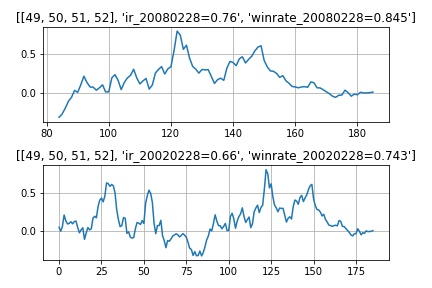 [[49, 50, 51, 52], 'ir_20080228=0.76', 'winrate_20080228=0.845']
0.5
0.0
80 100 120 140 160 180
[[49, 50, 51, 52], 'ir_20020228=0.66', 'winrate_20020228=0.743']
0.5
0.0
0 25 50 75 100 125 150 175